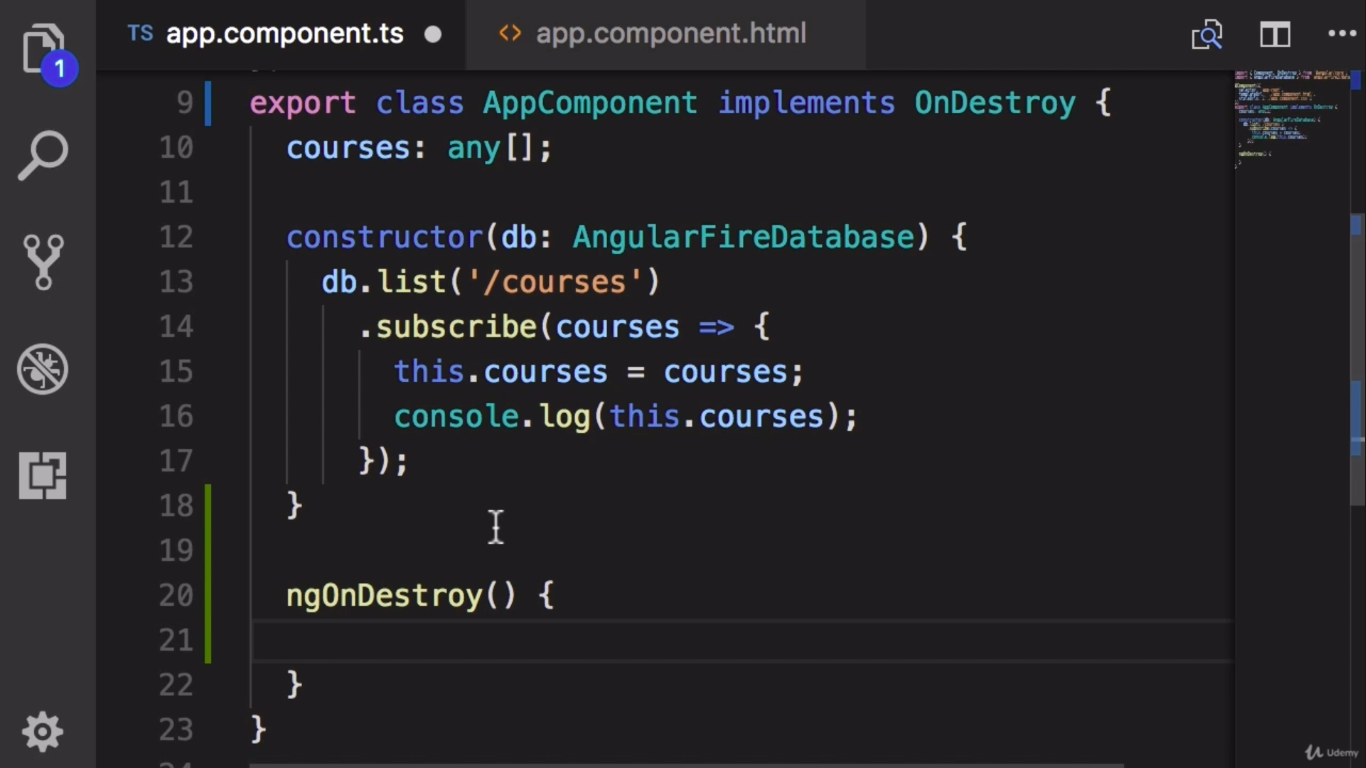 1
TS app.component.ts
<> app.component.html
9 export class AppComponent implements OnDestroy {
10 courses: any[];
11
12 constructor(db: AngularFireDatabase) {
13 db.list('/courses')
14 .subscribe(courses => {
15 this.courses = courses;
16 console.log(this.courses);
17 });
18 }
19
20 ngOnDestroy() {
21
22 }
23 }
Udemy